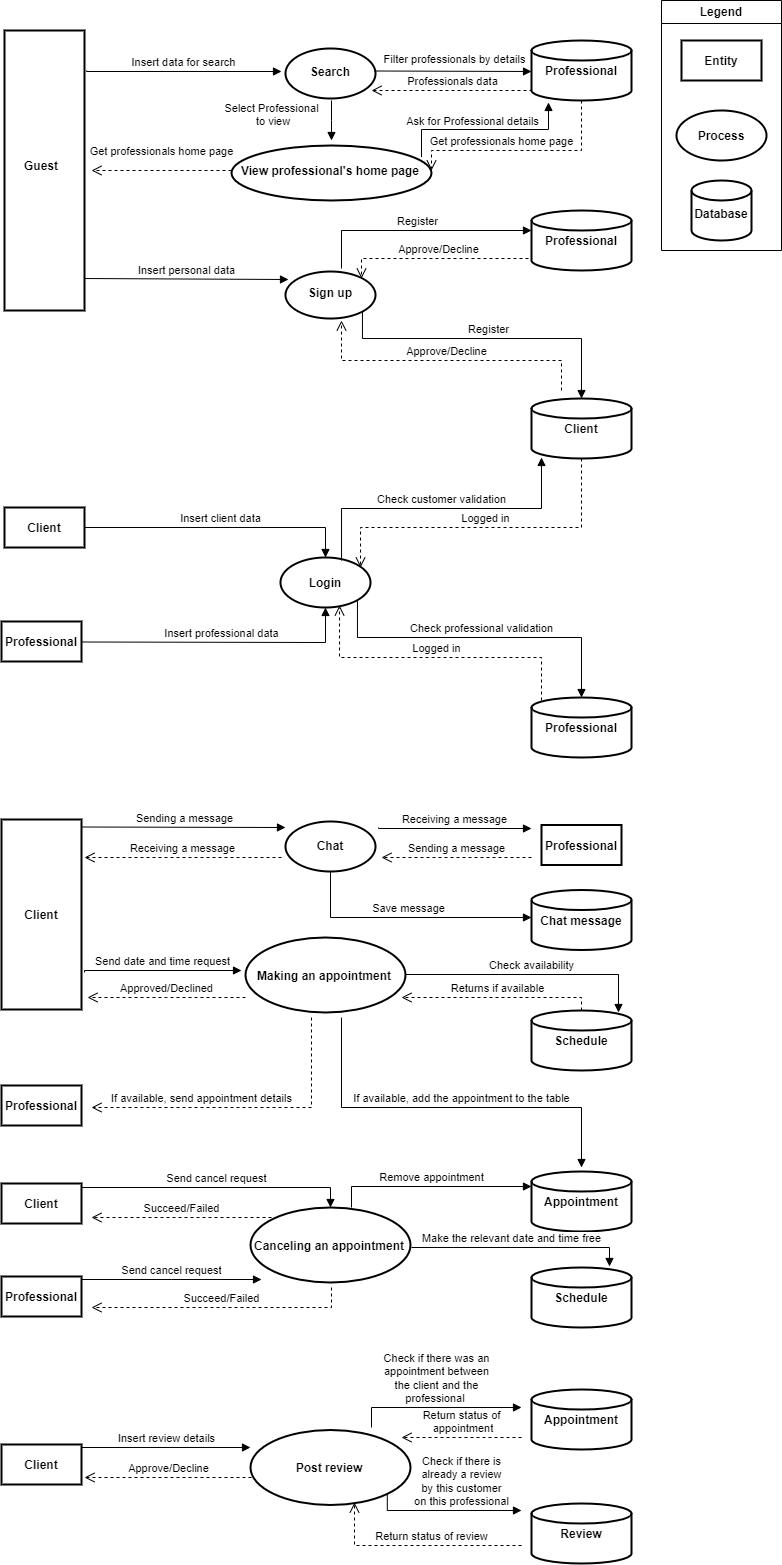 Legend
Entity
Process
Database
Guest
Insert data for search
Search
Filter professionals by details
Professionals data
Professional
Select Professional
to view
Ask for Professional details
Get professionals home page
Get professionals home page
View professional's home page
Insert personal data
Sign up
Register
Approve/Decline
Professional
Register
Approve/Decline
Client
Client
Insert client data
Check customer validation
Logged in
Login
Professional
Insert professional data
Check professional validation
Logged in
Professional
Client
Sending a message
Receiving a message
Chat
Receiving a message
Sending a message
Professional
Save message
Chat message
Send date and time request
Approved/Declined
Making an appointment
Check availability
Returns if available
Schedule
Professional
If available, send appointment details
If available, add the appointment to the table
Appointment
Client
Send cancel request
Succeed/Failed
Remove appointment
Canceling an appointment
Make the relevant date and time free
Schedule
Professional
Send cancel request
Succeed/Failed
Check if there was an
appointment between
the client and the
professional
Return status of
appointment
Appointment
Client
Insert review details
Approve/Decline
Post review
Check if there is
already a review
by this customer
on this professional
Return status of review
Review